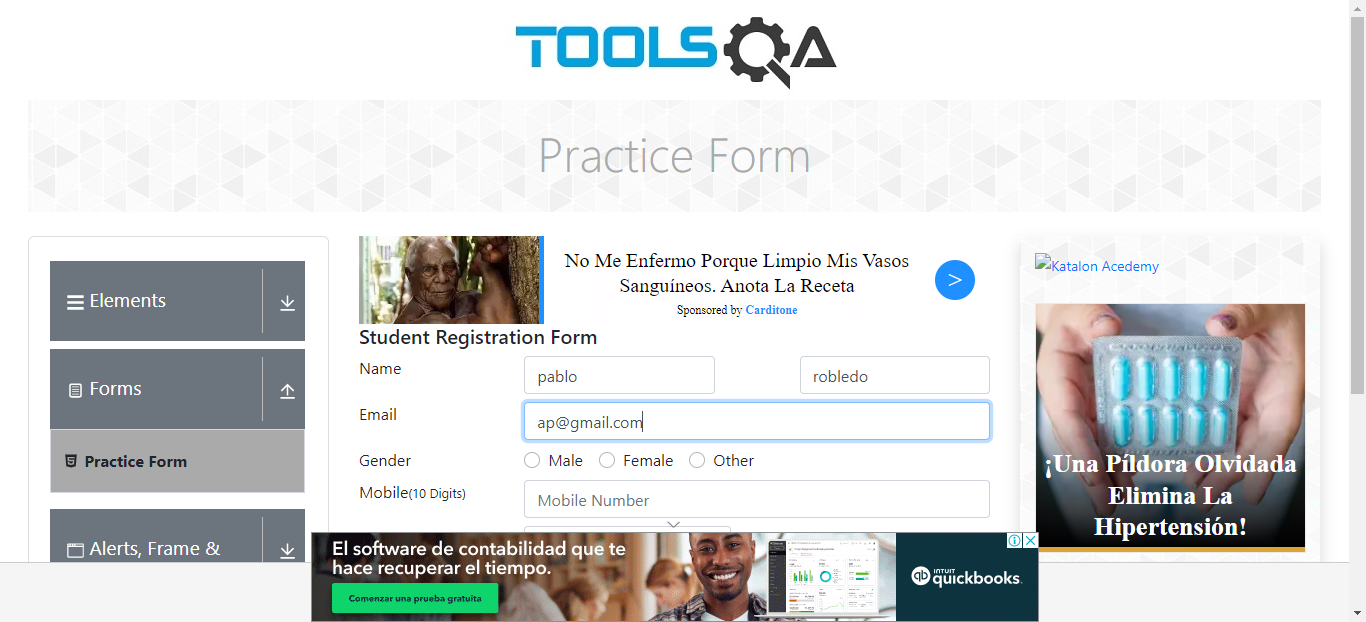 TOOLSQA
Practice Form
Elements
Forms
Practice Form
Alerts, Frame &
No Me Enfermo Porque Limpio Mis Vasos
Sanguíneos. Anota La Receta
Sponsored by Carditone
>
Student Registration Form
Name
pablo
robledo
Email
ap@gmail.com
Gender
Male
Female
Other
Mobile(10 Digits)
Mobile Number
Katalon Acedemy
¡Una Píldora Olvidada
Elimina La
Hipertensión!
El software de contabilidad que te
hace recuperar el tiempo.
Comenzar una prueba gratuita
qb INTUIT
quickbooks.